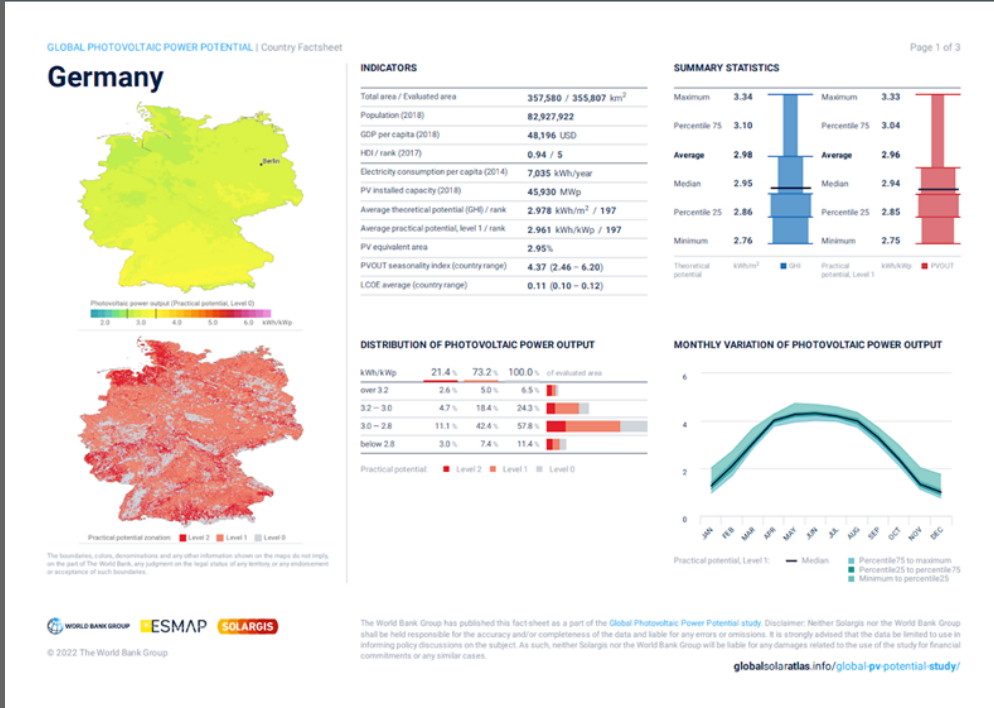 GLOBAL PHOTOVOLTAIC POWER POTENTIAL | Country Factsheet
Page 1 of 3
Germany
Berlin
Photovoltaic power output (Practical potential, Level 0)
2.0 3.0 4.0 5.0 6.0 kWh/kWp
Practical potential zonation: Level 2 Level 1 Level 0
The boundaries, colors, denominations and any other information shown on the maps do not imply,
on the part of The World Bank, any judgment on the legal status of any territory, or any endorsement
or acceptance of such boundaries.
INDICATORS
Total area / Evaluated area 357,580 / 355,807 km²
Population (2018) 82,927,922
GDP per capita (2018) 48,196 USD
HDI / rank (2017) 0.94 / 5
Electricity consumption per capita (2014) 7,035 kWh/year
PV installed capacity (2018) 45,930 MWp
Average theoretical potential (GHI) / rank 2.978 kWh/m² / 197
Average practical potential, level 1 / rank 2.961 kWh/kWp / 197
PV equivalent area 2.95%
PVOUT seasonality index (country range) 4.37 (2.46 – 6.20)
LCOE average (country range) 0.11 (0.10 – 0.12)
SUMMARY STATISTICS
Maximum 3.34 Maximum 3.33
Percentile 75 3.10 Percentile 75 3.04
Average 2.98 Average 2.96
Median 2.95 Median 2.94
Percentile 25 2.86 Percentile 25 2.85
Minimum 2.76 Minimum 2.75
Theoretical kWh/m² GHI Practical kWh/kWp PVOUT
potential potential, Level 1
DISTRIBUTION OF PHOTOVOLTAIC POWER OUTPUT
kWh/kWp 21.4 % 73.2 % 100.0 % of evaluated area
over 3.2 2.6 % 5.0 % 6.5 %
3.2 – 3.0 4.7 % 18.4 % 24.3 %
3.0 – 2.8 11.1 % 42.4 % 57.8 %
below 2.8 3.0 % 7.4 % 11.4 %
Practical potential: Level 2 Level 1 Level 0
MONTHLY VARIATION OF PHOTOVOLTAIC POWER OUTPUT
6
4
2
0
JAN FEB MAR APR MAY JUN JUL AUG SEP OCT NOV DEC
Practical potential, Level 1: Median Percentile75 to maximum
Percentile25 to percentile75
Minimum to percentile25
WORLD BANK GROUP ESMAP SOLARGIS
© 2022 The World Bank Group
The World Bank Group has published this fact-sheet as a part of the Global Photovoltaic Power Potential study. Disclaimer: Neither Solargis nor the World Bank Group
shall be held responsible for the accuracy and/or completeness of the data and liable for any errors or omissions. It is strongly advised that the data be limited to use in
informing policy discussions on the subject. As such, neither Solargis nor the World Bank Group will be liable for any damages related to the use of the study for financial
commitments or any similar cases.
globalsolaratlas.info/global-pv-potential-study/